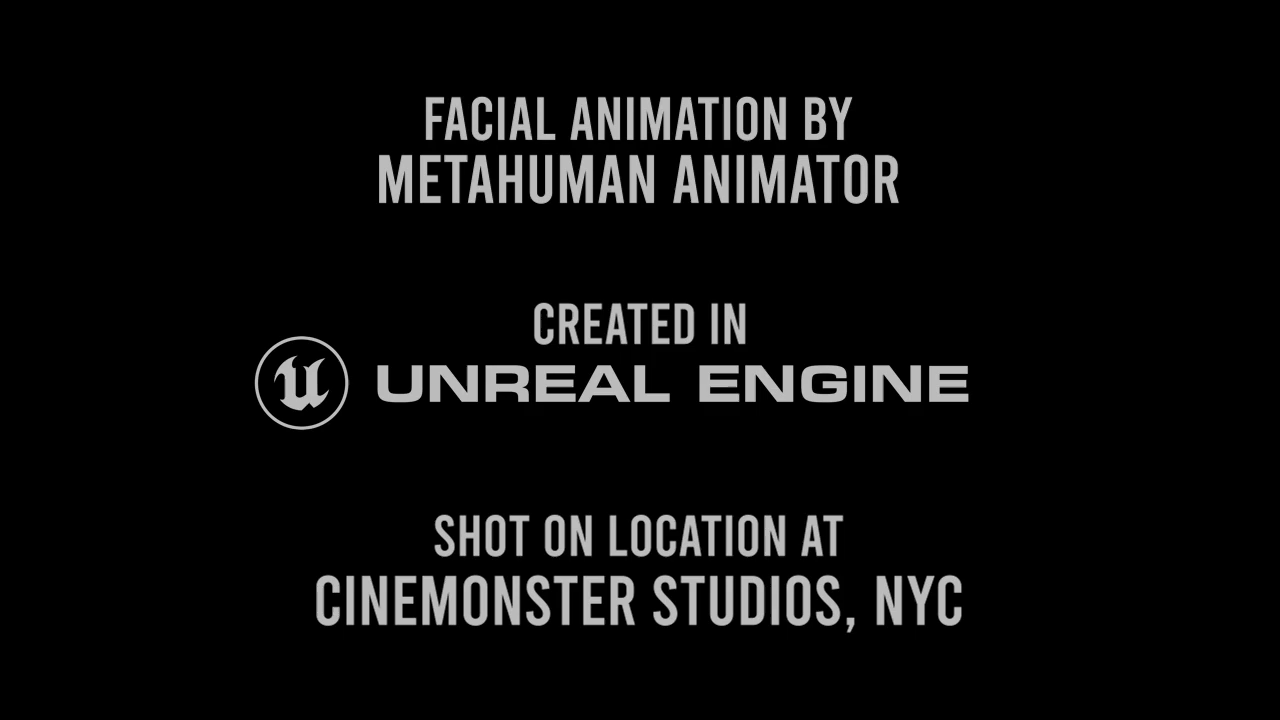 FACIAL ANIMATION BY
METAHUMAN ANIMATOR
CREATED IN
UNREAL ENGINE
SHOT ON LOCATION AT
CINEMONSTER STUDIOS, NYC